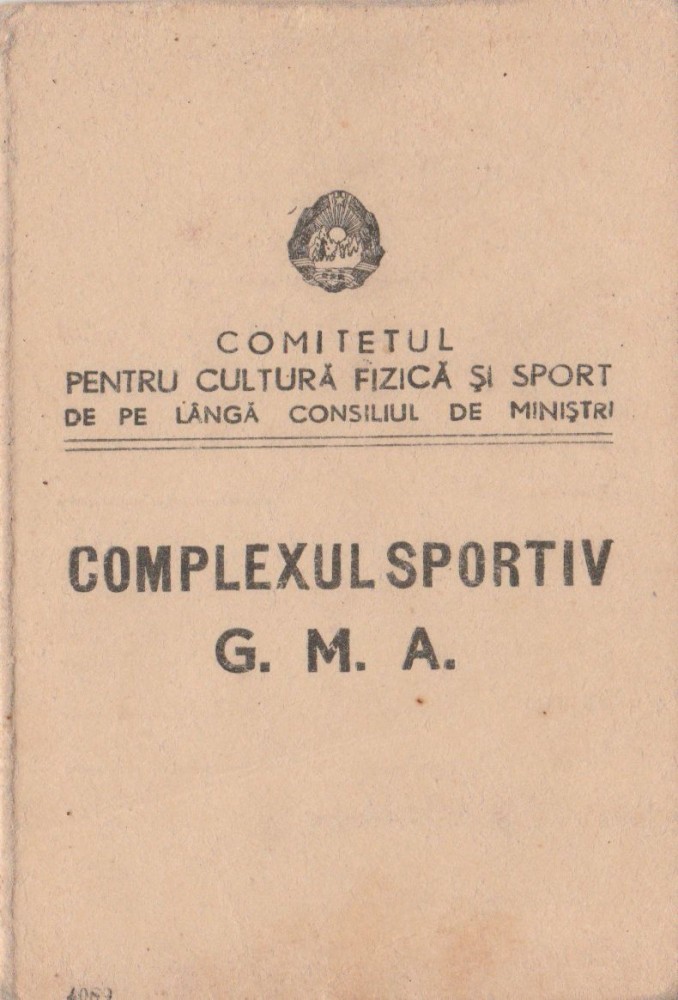 COMITETUL
PENTRU CULTURĂ FIZICĂ ŞI SPORT
DE PE LÂNGĂ CONSILIUL DE MINIŞTRI
COMPLEXUL SPORTIV
G. M. A.